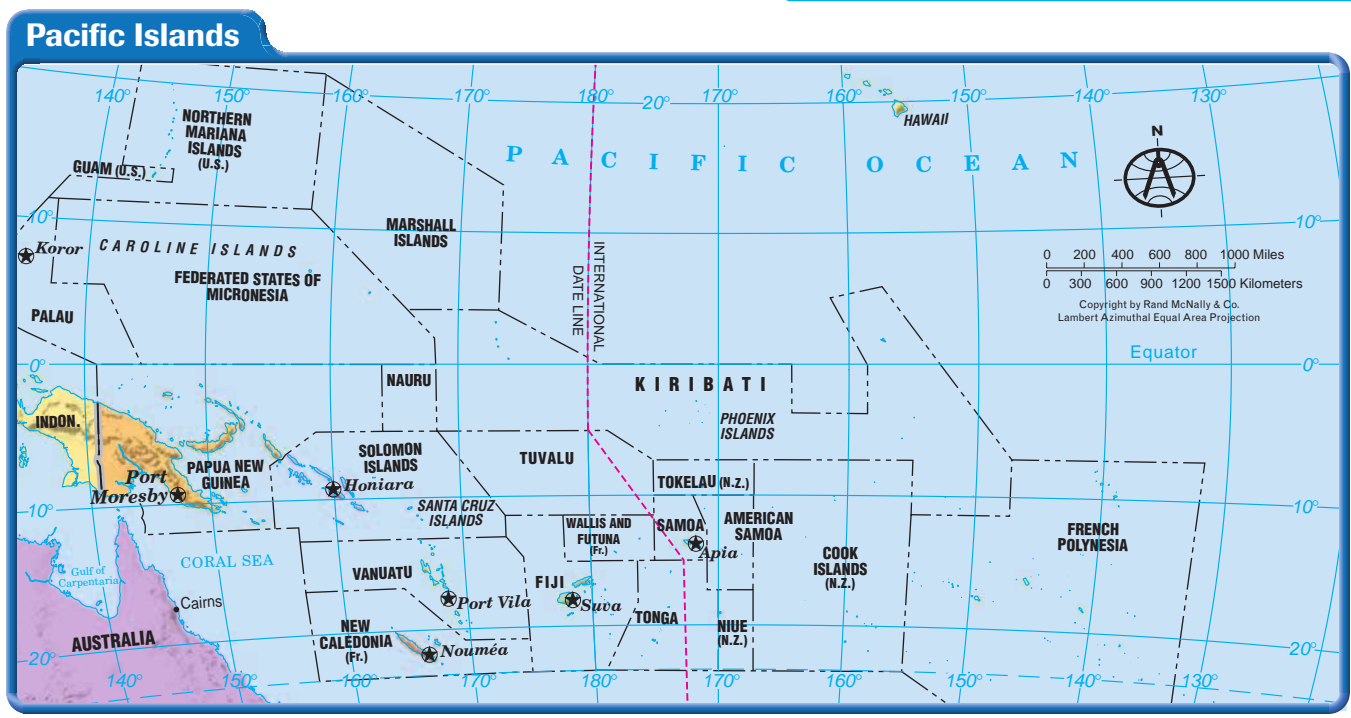 Pacific Islands
140°
150°
160°
170°
180°
20°
170°
160°
150°
140°
130°
HAWAII
NORTHERN
MARIANA
ISLANDS
(U.S.)
GUAM (U.S.)
PACIFIC OCEAN
N
10°
10°
Koror
CAROLINE ISLANDS
FEDERATED STATES OF
MICRONESIA
MARSHALL
ISLANDS
INTERNATIONAL
DATE LINE
0 200 400 600 800 1000 Miles
0 300 600 900 1200 1500 Kilometers
Copyright by Rand McNally & Co.
Lambert Azimuthal Equal Area Projection
PALAU
Equator
0°
0°
NAURU
KIRIBATI
PHOENIX
ISLANDS
INDON.
PAPUA NEW
GUINEA
Port
Moresby
SOLOMON
ISLANDS
Honiara
TUVALU
TOKELAU (N.Z.)
SANTA CRUZ
ISLANDS
10°
10°
WALLIS AND
FUTUNA
(Fr.)
SAMOA
Apia
AMERICAN
SAMOA
COOK
ISLANDS
(N.Z.)
FRENCH
POLYNESIA
CORAL SEA
Gulf of
Carpentaria
Cairns
VANUATU
Port Vila
FIJI
Suva
TONGA
NIUE
(N.Z.)
AUSTRALIA
NEW
CALEDONIA
(Fr.)
Nouméa
20°
20°
140°
150°
160°
170°
180°
170°
160°
150°
140°
130°